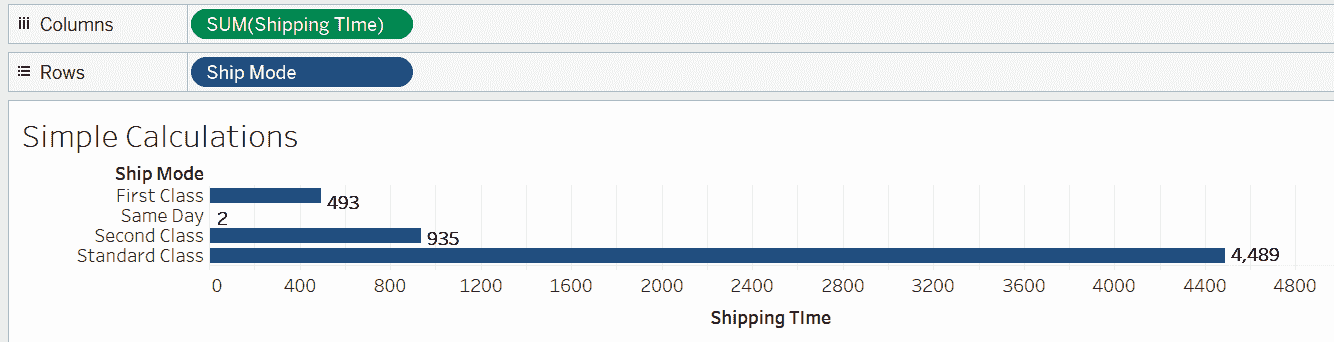 Columns SUM(Shipping TIme)
Rows Ship Mode
Simple Calculations
Ship Mode
First Class 493
Same Day 2
Second Class 935
Standard Class 4,489
0 400 800 1200 1600 2000 2400 2800 3200 3600 4000 4400 4800
Shipping TIme